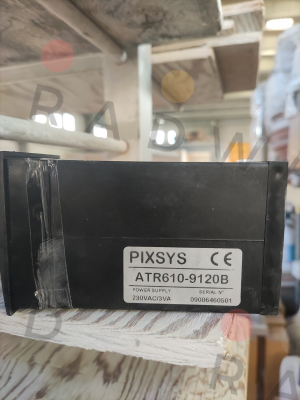 PIXSYS CE
ATR610-9120B
POWER SUPPLY SERIAL N°
230VAC/3VA 09006460501